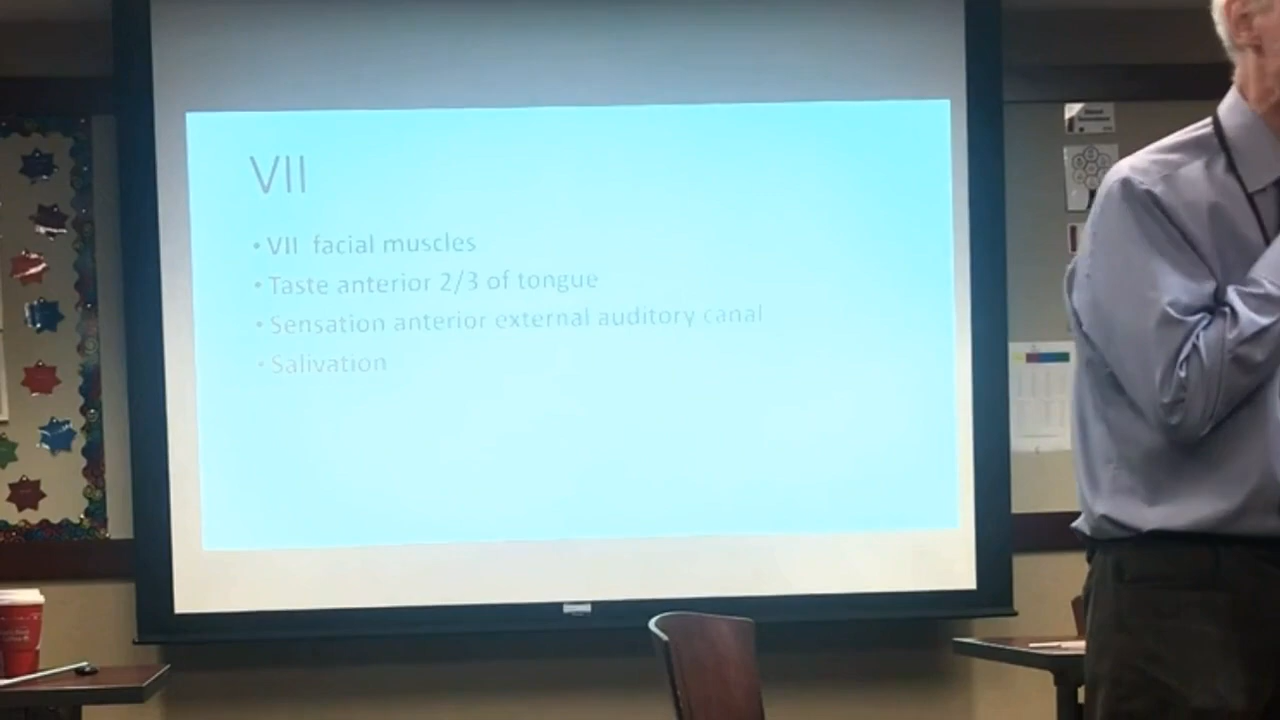 VII
• VII facial muscles
• Taste anterior 2/3 of tongue
• Sensation anterior external auditory canal
• Salivation